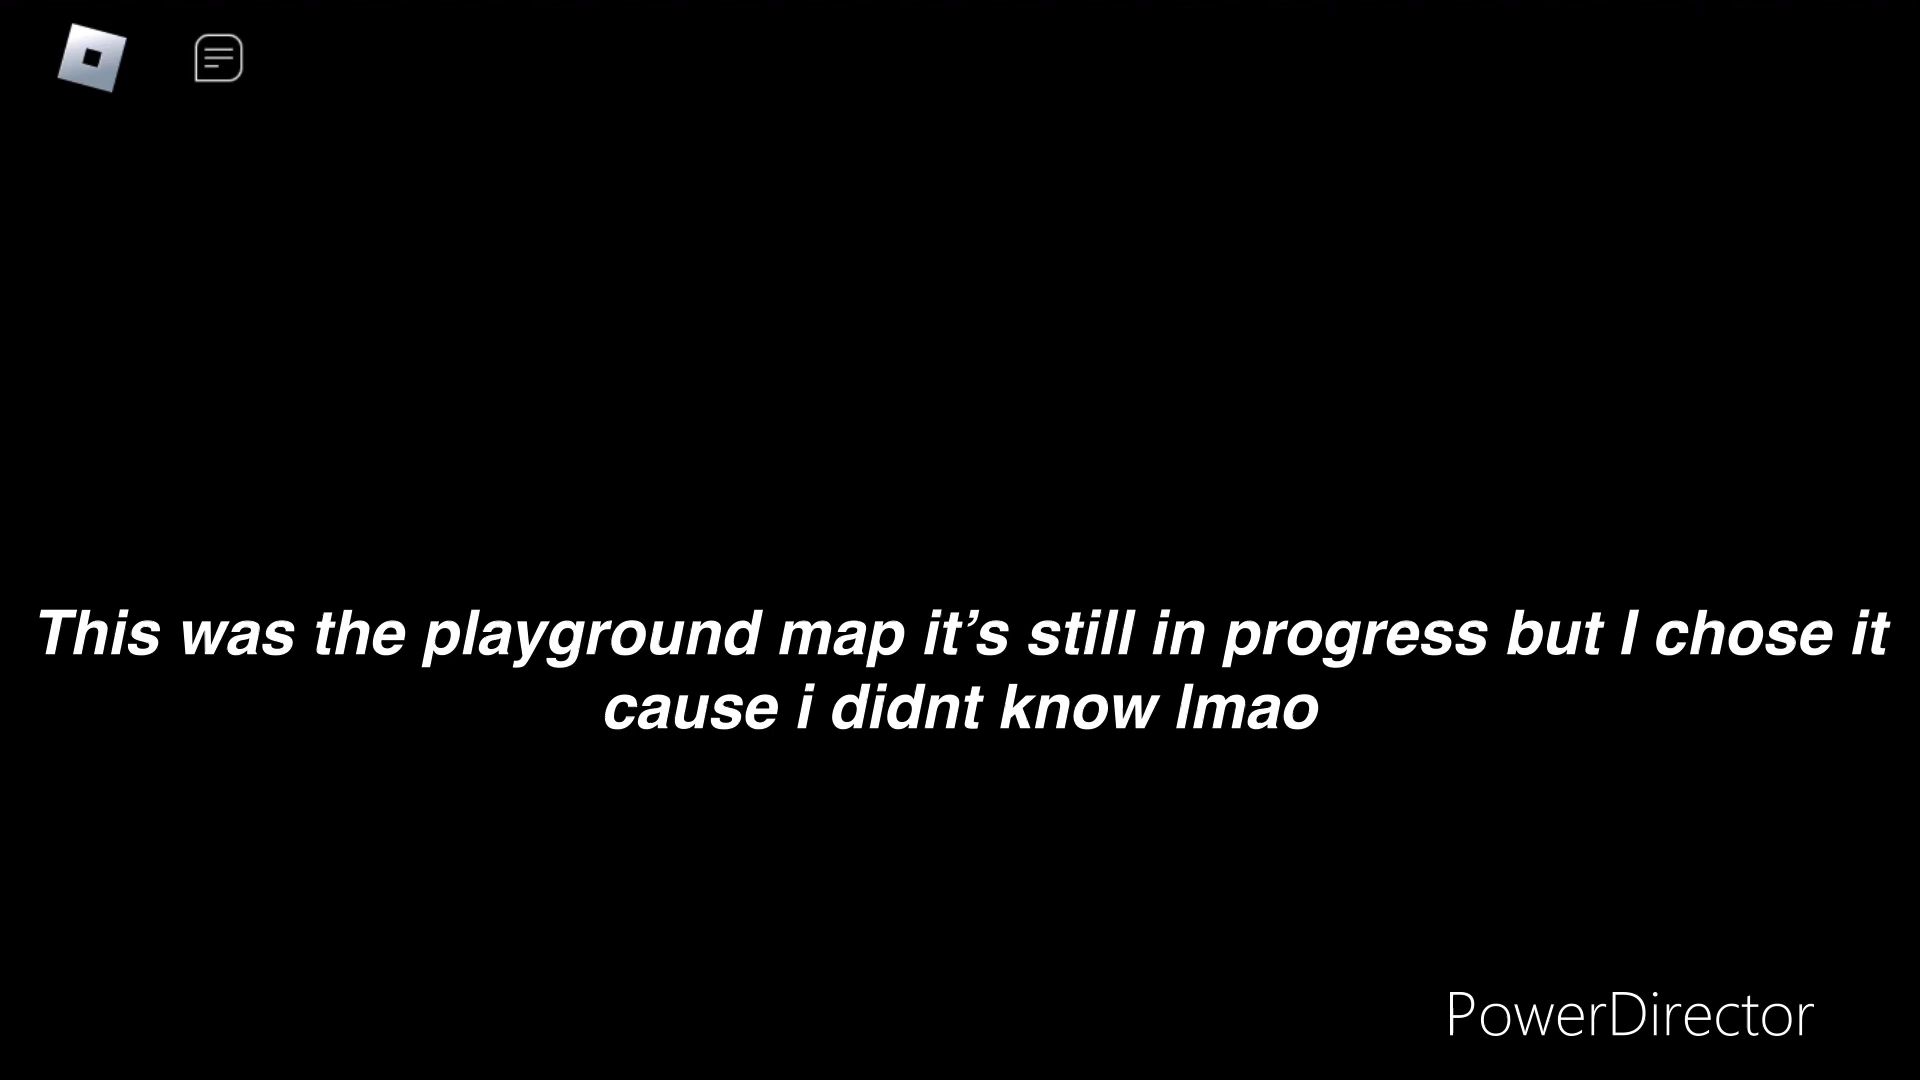 This was the playground map it’s still in progress but I chose it
cause i didnt know lmao
PowerDirector